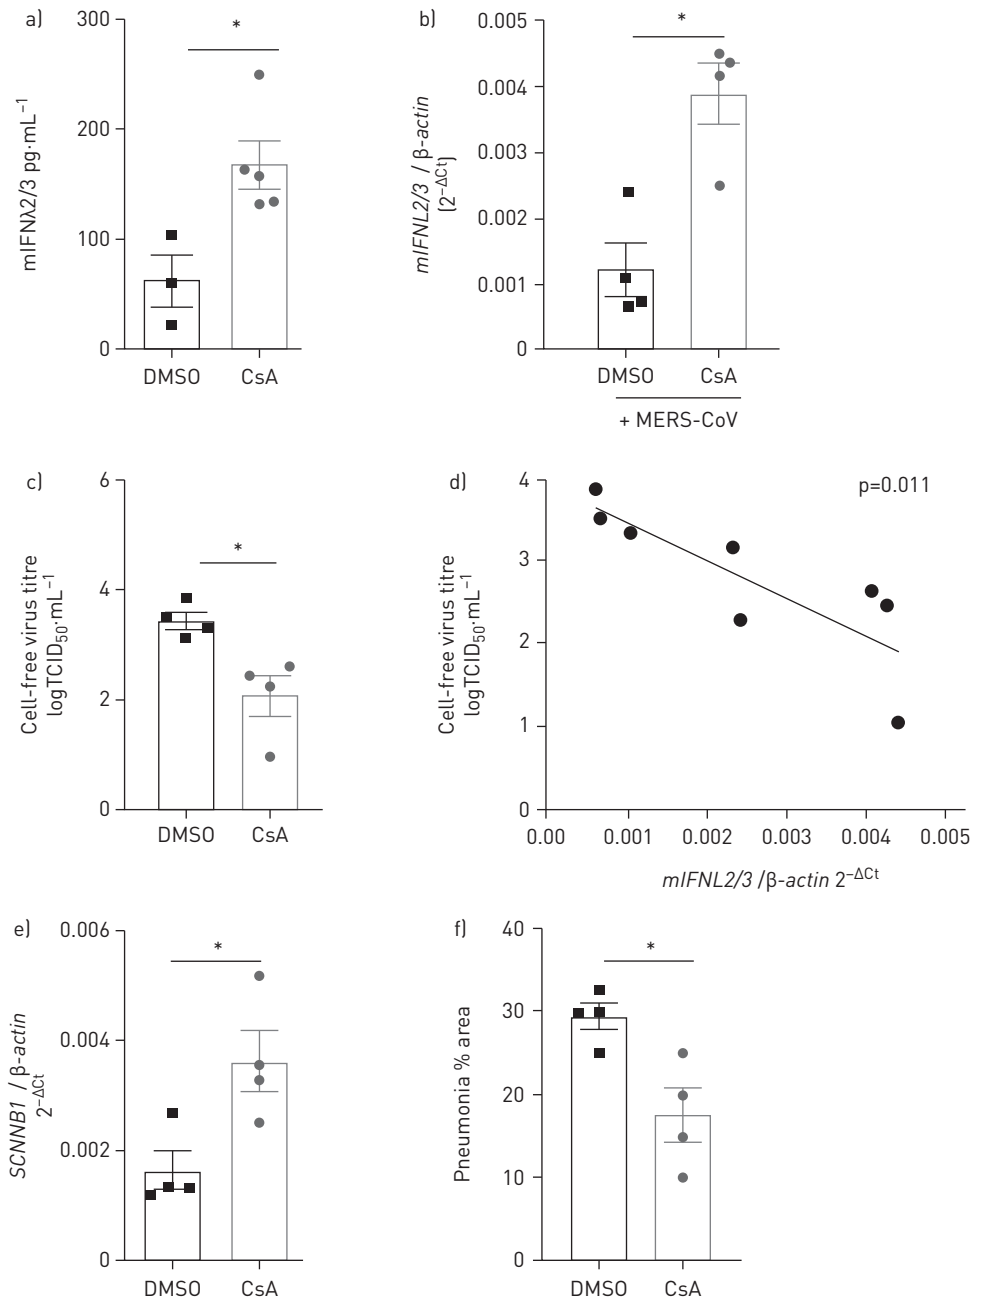 a)
mIFNλ2/3 pg·mL⁻¹
300
200
100
0
*
DMSO CsA
b)
mIFNL2/3 / β-actin
(2⁻ΔCt)
0.005
0.004
0.003
0.002
0.001
0
*
DMSO CsA
+ MERS-CoV
c)
Cell-free virus titre
logTCID₅₀·mL⁻¹
6
4
2
0
*
DMSO CsA
d)
Cell-free virus titre
logTCID₅₀·mL⁻¹
4
3
2
1
0
p=0.011
0.00 0.001 0.002 0.003 0.004 0.005
mIFNL2/3 /β-actin 2⁻ΔCt
e)
SCNNB1 / β-actin
2⁻ΔCt
0.006
0.004
0.002
0
*
DMSO CsA
f)
Pneumonia % area
40
30
20
10
0
*
DMSO CsA